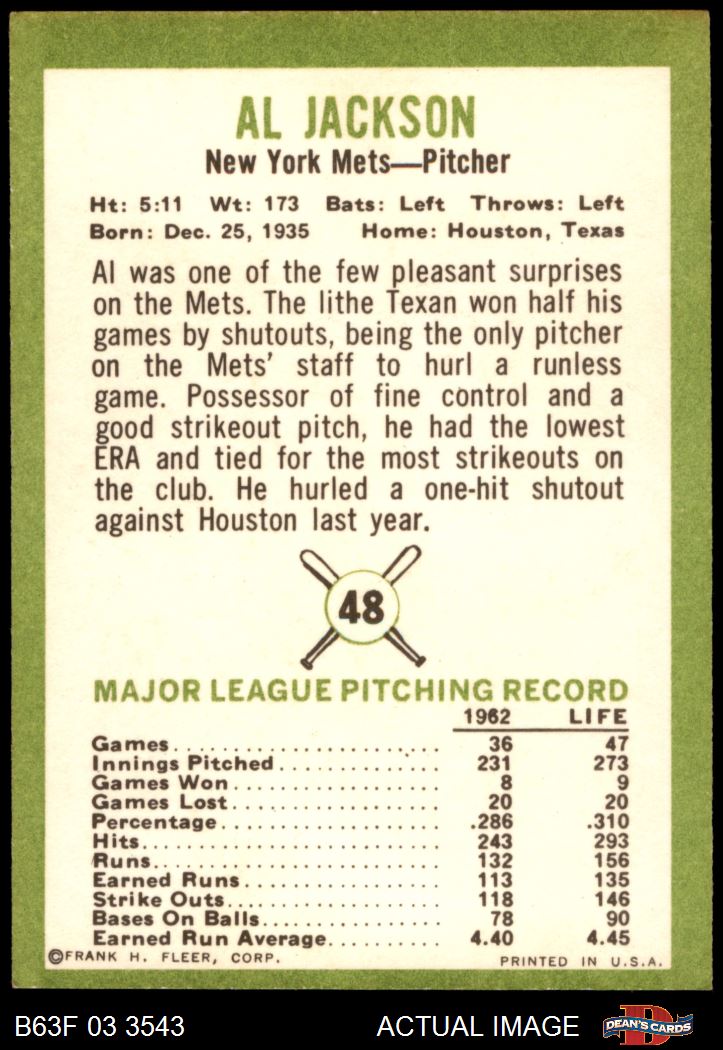 AL JACKSON
New York Mets—Pitcher
Ht: 5:11 Wt: 173 Bats: Left Throws: Left
Born: Dec. 25, 1935 Home: Houston, Texas
Al was one of the few pleasant surprises
on the Mets. The lithe Texan won half his
games by shutouts, being the only pitcher
on the Mets' staff to hurl a runless
game. Possessor of fine control and a
good strikeout pitch, he had the lowest
ERA and tied for the most strikeouts on
the club. He hurled a one-hit shutout
against Houston last year.
48
MAJOR LEAGUE PITCHING RECORD
1962 LIFE
Games 36 47
Innings Pitched 231 273
Games Won 8 9
Games Lost 20 20
Percentage .286 .310
Hits 243 293
Runs 132 156
Earned Runs 113 135
Strike Outs 118 146
Bases On Balls 78 90
Earned Run Average 4.40 4.45
©FRANK H. FLEER, CORP. PRINTED IN U.S.A.
B63F 03 3543 ACTUAL IMAGE D DEAN'S CARDS